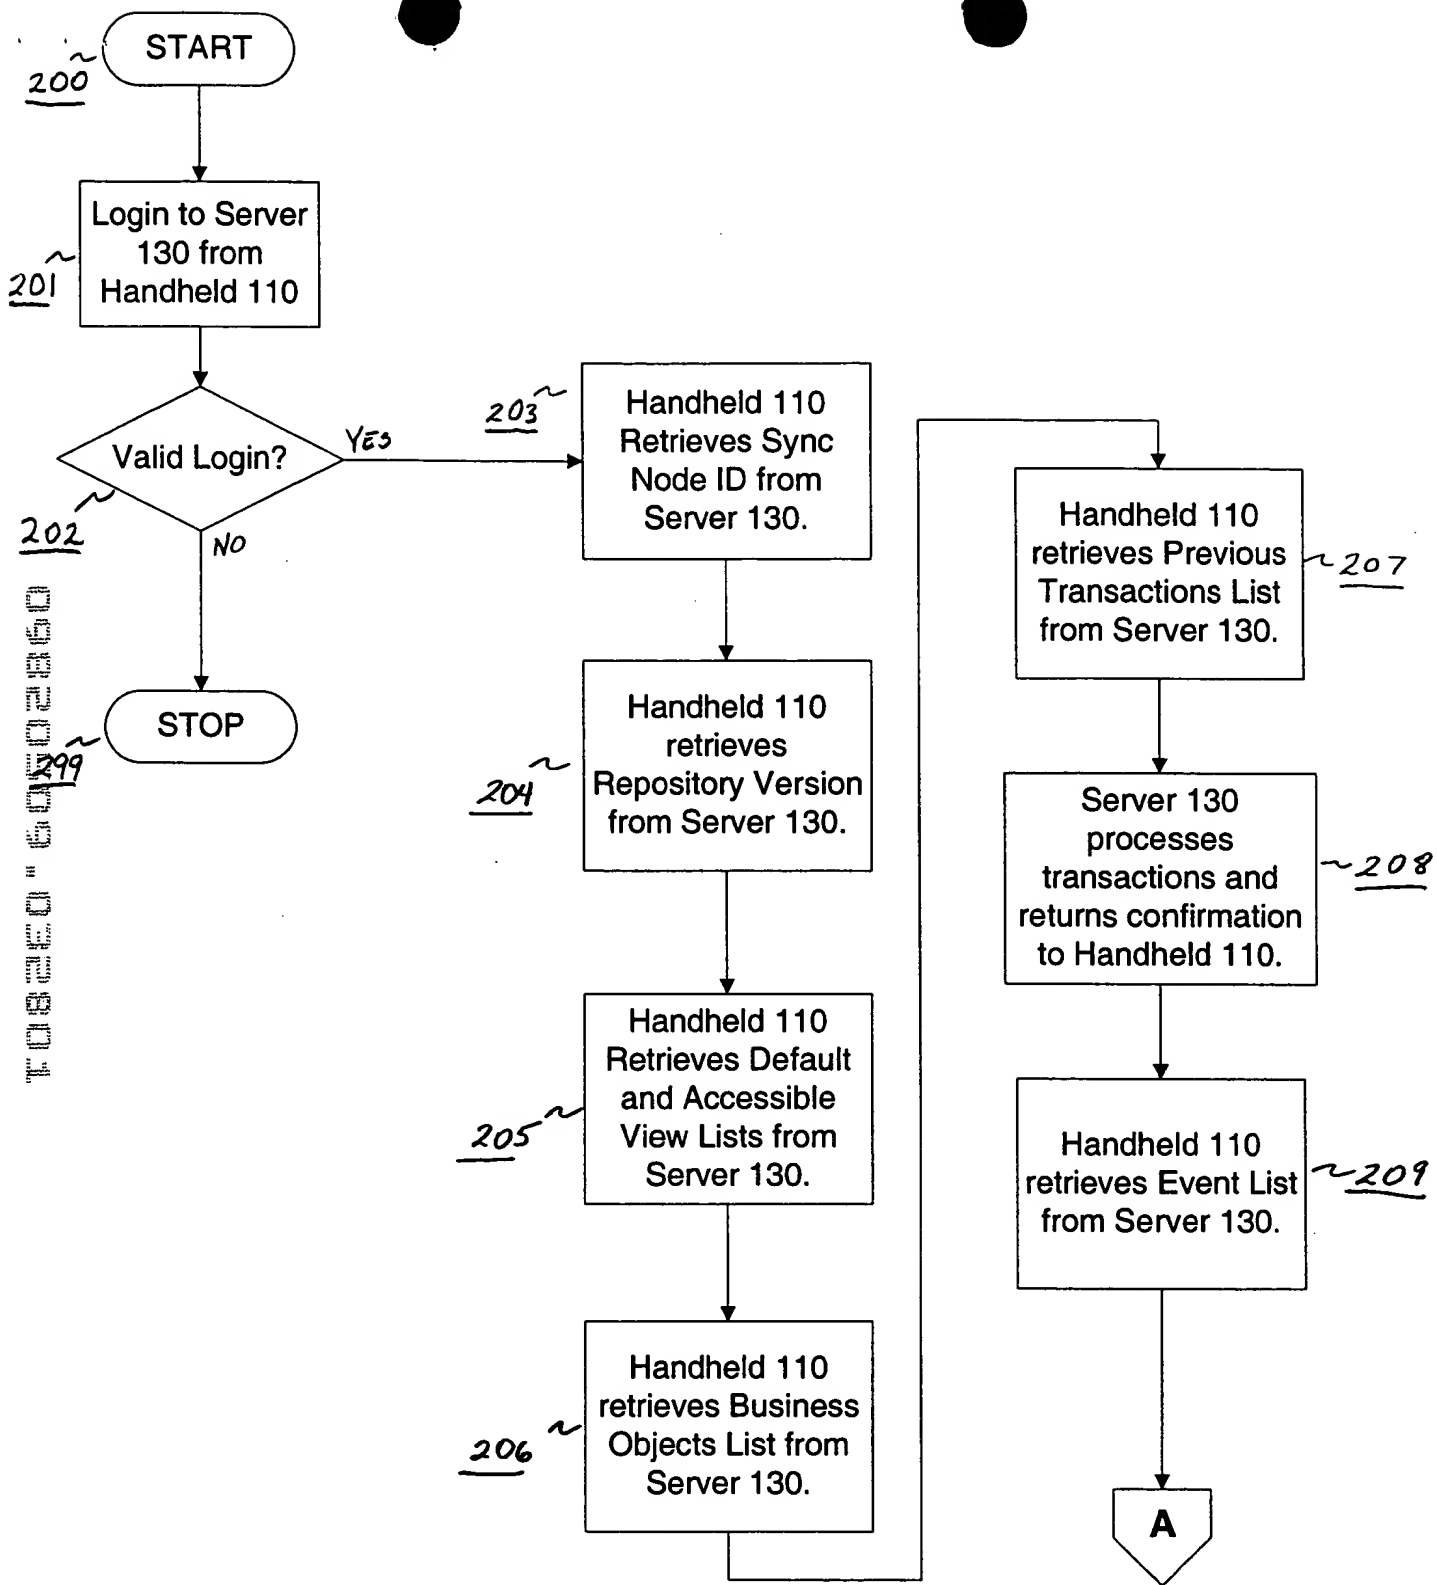 START
200
Login to Server
130 from
Handheld 110
201
Valid Login?
YES
202
NO
STOP
299
09820509.032801
Handheld 110
Retrieves Sync
Node ID from
Server 130.
203
Handheld 110
retrieves
Repository Version
from Server 130.
204
Handheld 110
Retrieves Default
and Accessible
View Lists from
Server 130.
205
Handheld 110
retrieves Business
Objects List from
Server 130.
206
Handheld 110
retrieves Previous
Transactions List
from Server 130.
207
Server 130
processes
transactions and
returns confirmation
to Handheld 110.
208
Handheld 110
retrieves Event List
from Server 130.
209
A